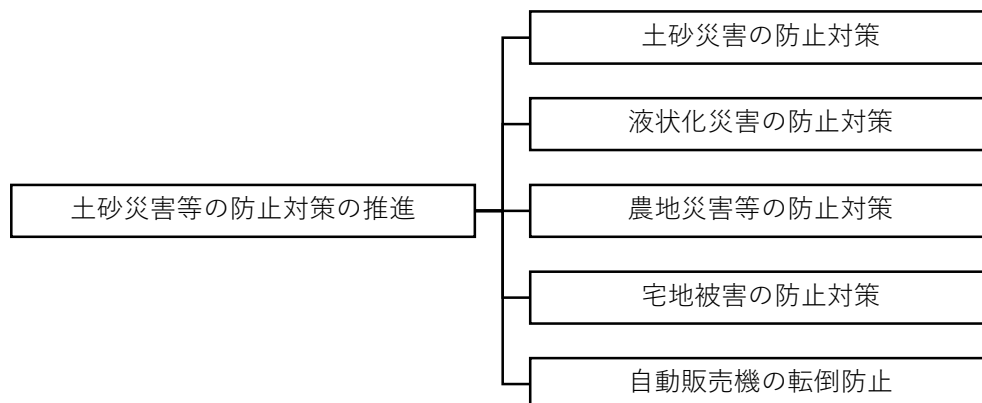 土砂災害の防止対策
液状化災害の防止対策
土砂災害等の防止対策の推進
農地災害等の防止対策
宅地被害の防止対策
自動販売機の転倒防止